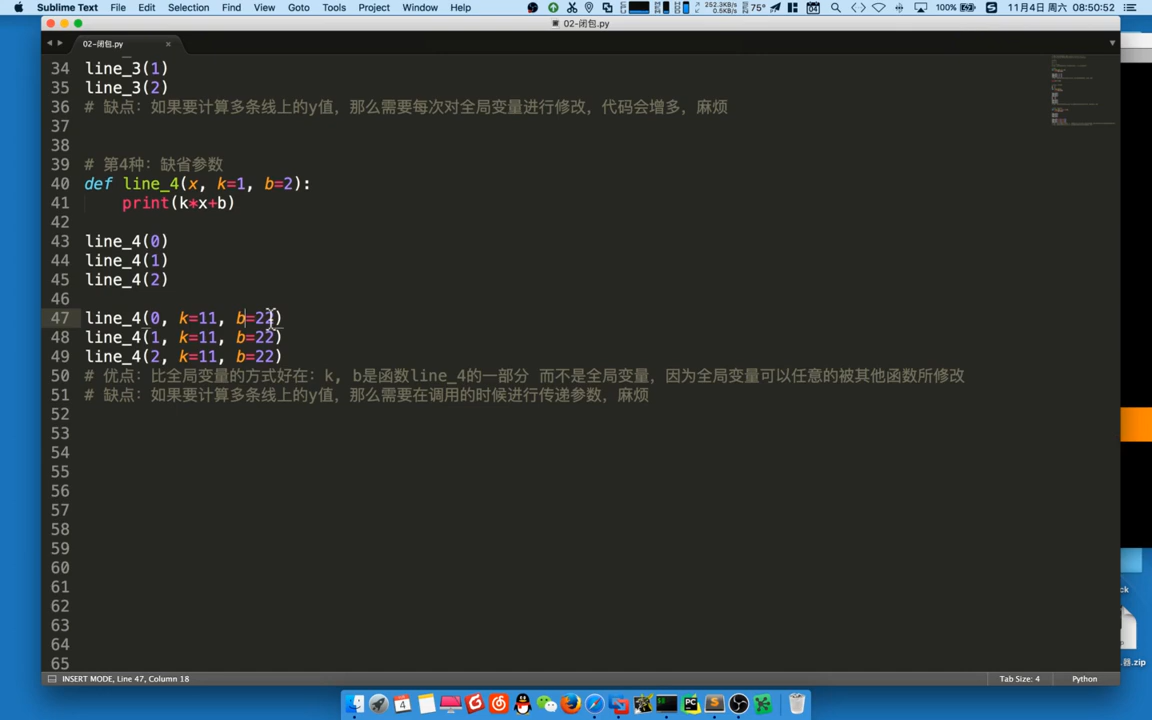 Sublime Text File Edit Selection Find View Goto Tools Project Window Help 252.3KB/s 0.5KB/s 75° 100% 11月4日 周六 08:50:52
02-闭包.py
02-闭包.py ×
34 line_3(1)
35 line_3(2)
36 # 缺点：如果要计算多条线上的y值，那么需要每次对全局变量进行修改，代码会增多，麻烦
37
38
39 # 第4种：缺省参数
40 def line_4(x, k=1, b=2):
41 print(k*x+b)
42
43 line_4(0)
44 line_4(1)
45 line_4(2)
46
47 line_4(0, k=11, b=22)
48 line_4(1, k=11, b=22)
49 line_4(2, k=11, b=22)
50 # 优点：比全局变量的方式好在：k, b是函数line_4的一部分 而不是全局变量，因为全局变量可以任意的被其他函数所修改
51 # 缺点：如果要计算多条线上的y值，那么需要在调用的时候进行传递参数，麻烦
52
53
54
55
56
57
58
59
60
61
62
63
64
65
INSERT MODE, Line 47, Column 18 Tab Size: 4 Python
器.zip